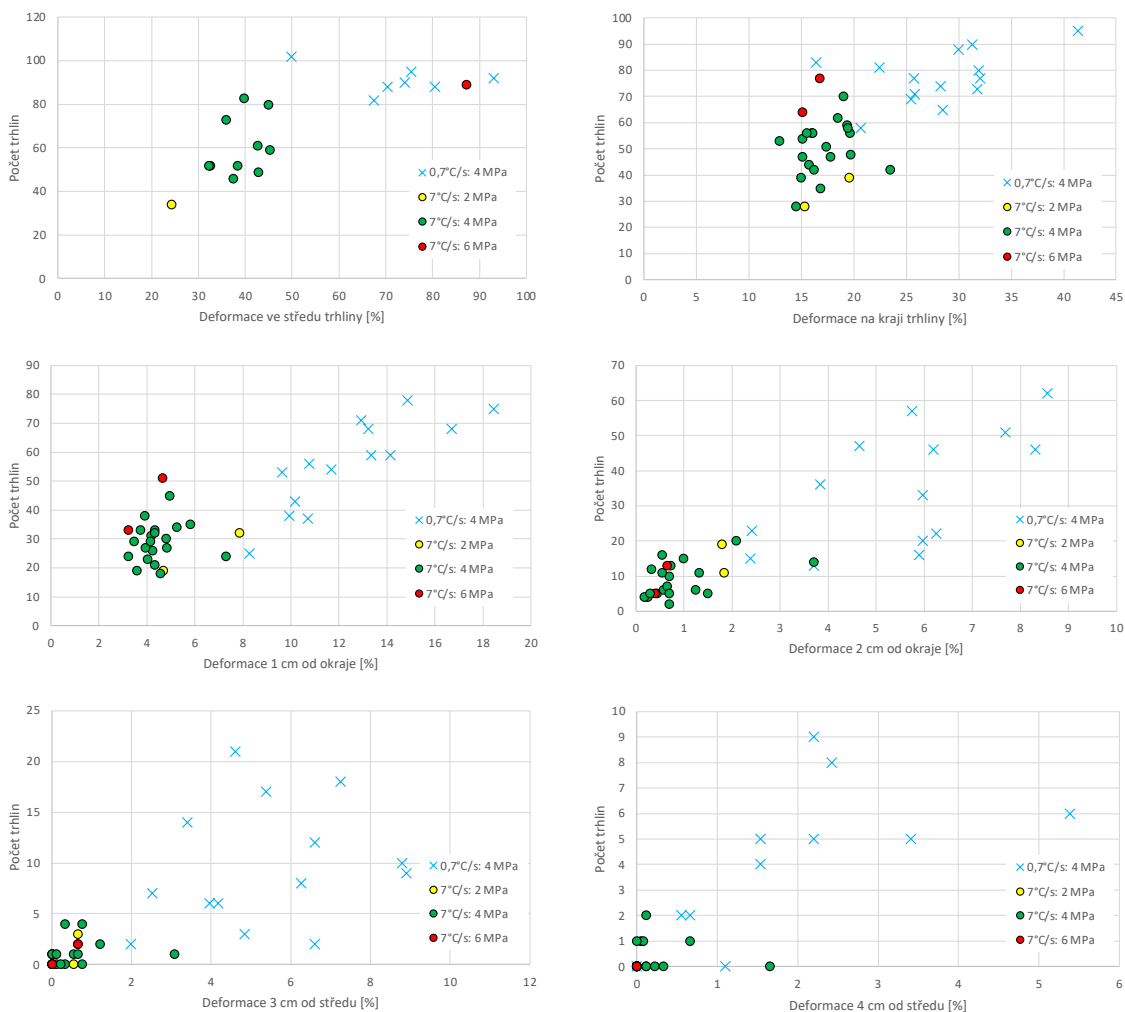 120
100
80
60
40
20
0
Počet trhlin
0,7°C/s: 4 MPa
7°C/s: 2 MPa
7°C/s: 4 MPa
7°C/s: 6 MPa
0 10 20 30 40 50 60 70 80 90 100
Deformace ve středu trhliny [%]
100
90
80
70
60
50
40
30
20
10
0
Počet trhlin
0,7°C/s: 4 MPa
7°C/s: 2 MPa
7°C/s: 4 MPa
7°C/s: 6 MPa
0 5 10 15 20 25 30 35 40 45
Deformace na kraji trhliny [%]
90
80
70
60
50
40
30
20
10
0
Počet trhlin
0,7°C/s: 4 MPa
7°C/s: 2 MPa
7°C/s: 4 MPa
7°C/s: 6 MPa
0 2 4 6 8 10 12 14 16 18 20
Deformace 1 cm od okraje [%]
70
60
50
40
30
20
10
0
Počet trhlin
0,7°C/s: 4 MPa
7°C/s: 2 MPa
7°C/s: 4 MPa
7°C/s: 6 MPa
0 1 2 3 4 5 6 7 8 9 10
Deformace 2 cm od okraje [%]
25
20
15
10
5
0
Počet trhlin
0,7°C/s: 4 MPa
7°C/s: 2 MPa
7°C/s: 4 MPa
7°C/s: 6 MPa
0 2 4 6 8 10 12
Deformace 3 cm od středu [%]
10
9
8
7
6
5
4
3
2
1
0
Počet trhlin
0,7°C/s: 4 MPa
7°C/s: 2 MPa
7°C/s: 4 MPa
7°C/s: 6 MPa
0 1 2 3 4 5 6
Deformace 4 cm od středu [%]